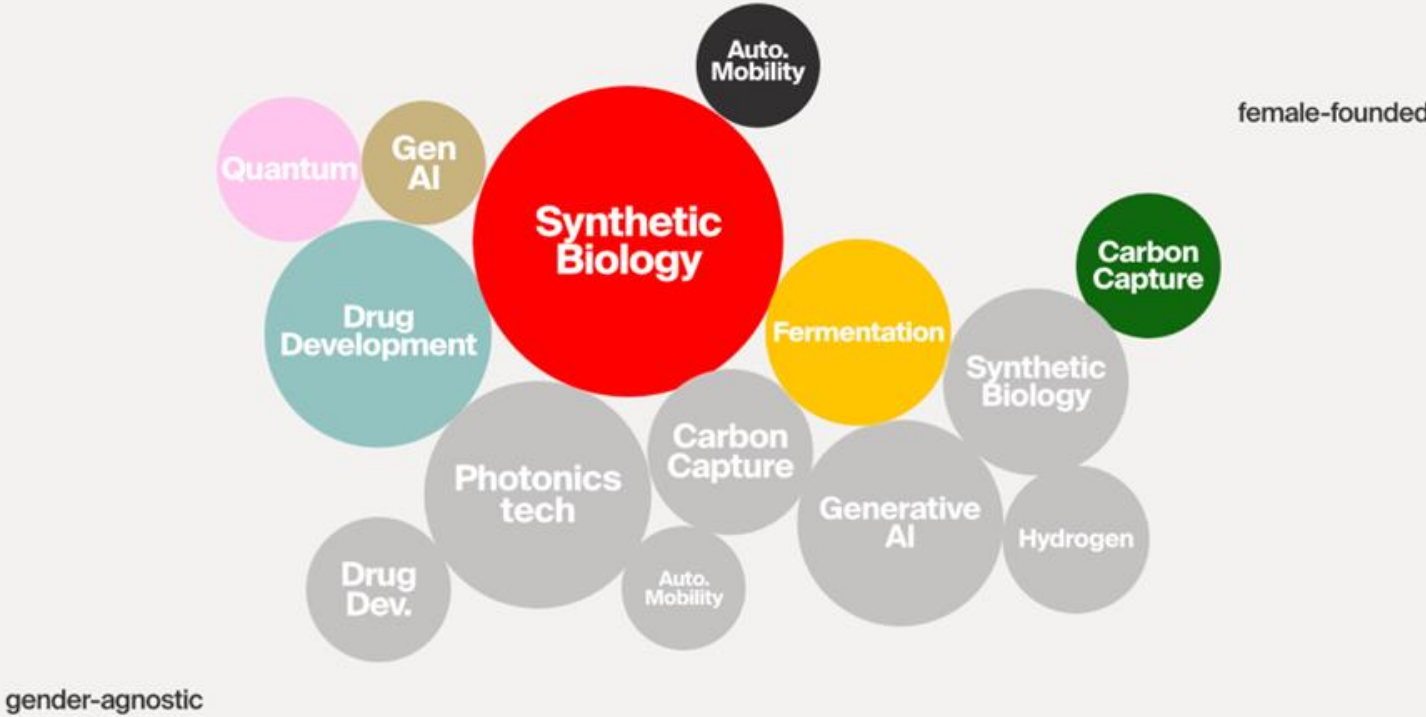 Auto.
Mobility
female-founded
Quantum
Gen
AI
Synthetic
Biology
Carbon
Capture
Drug
Development
Fermentation
Synthetic
Biology
Carbon
Capture
Photonics
tech
Generative
AI
Hydrogen
Drug
Dev.
Auto.
Mobility
gender-agnostic